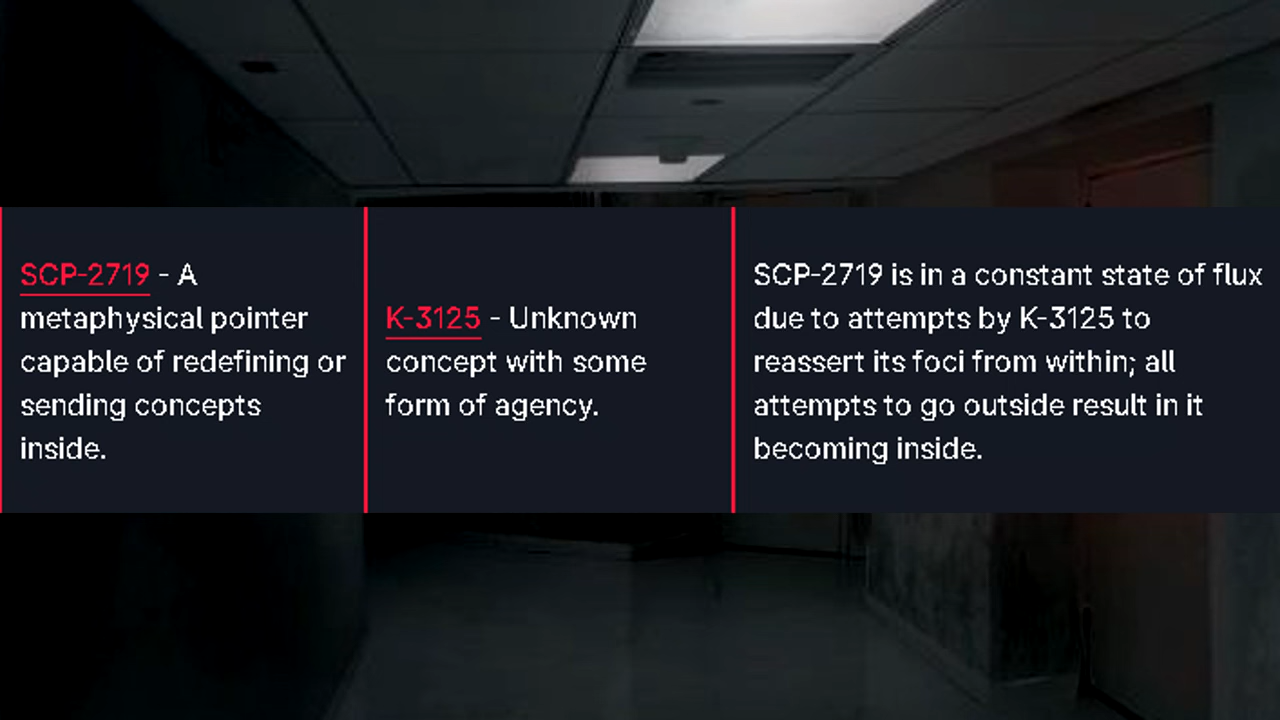 SCP-2719 - A
metaphysical pointer
capable of redefining or
sending concepts
inside.
K-3125 - Unknown
concept with some
form of agency.
SCP-2719 is in a constant state of flux
due to attempts by K-3125 to
reassert its foci from within; all
attempts to go outside result in it
becoming inside.